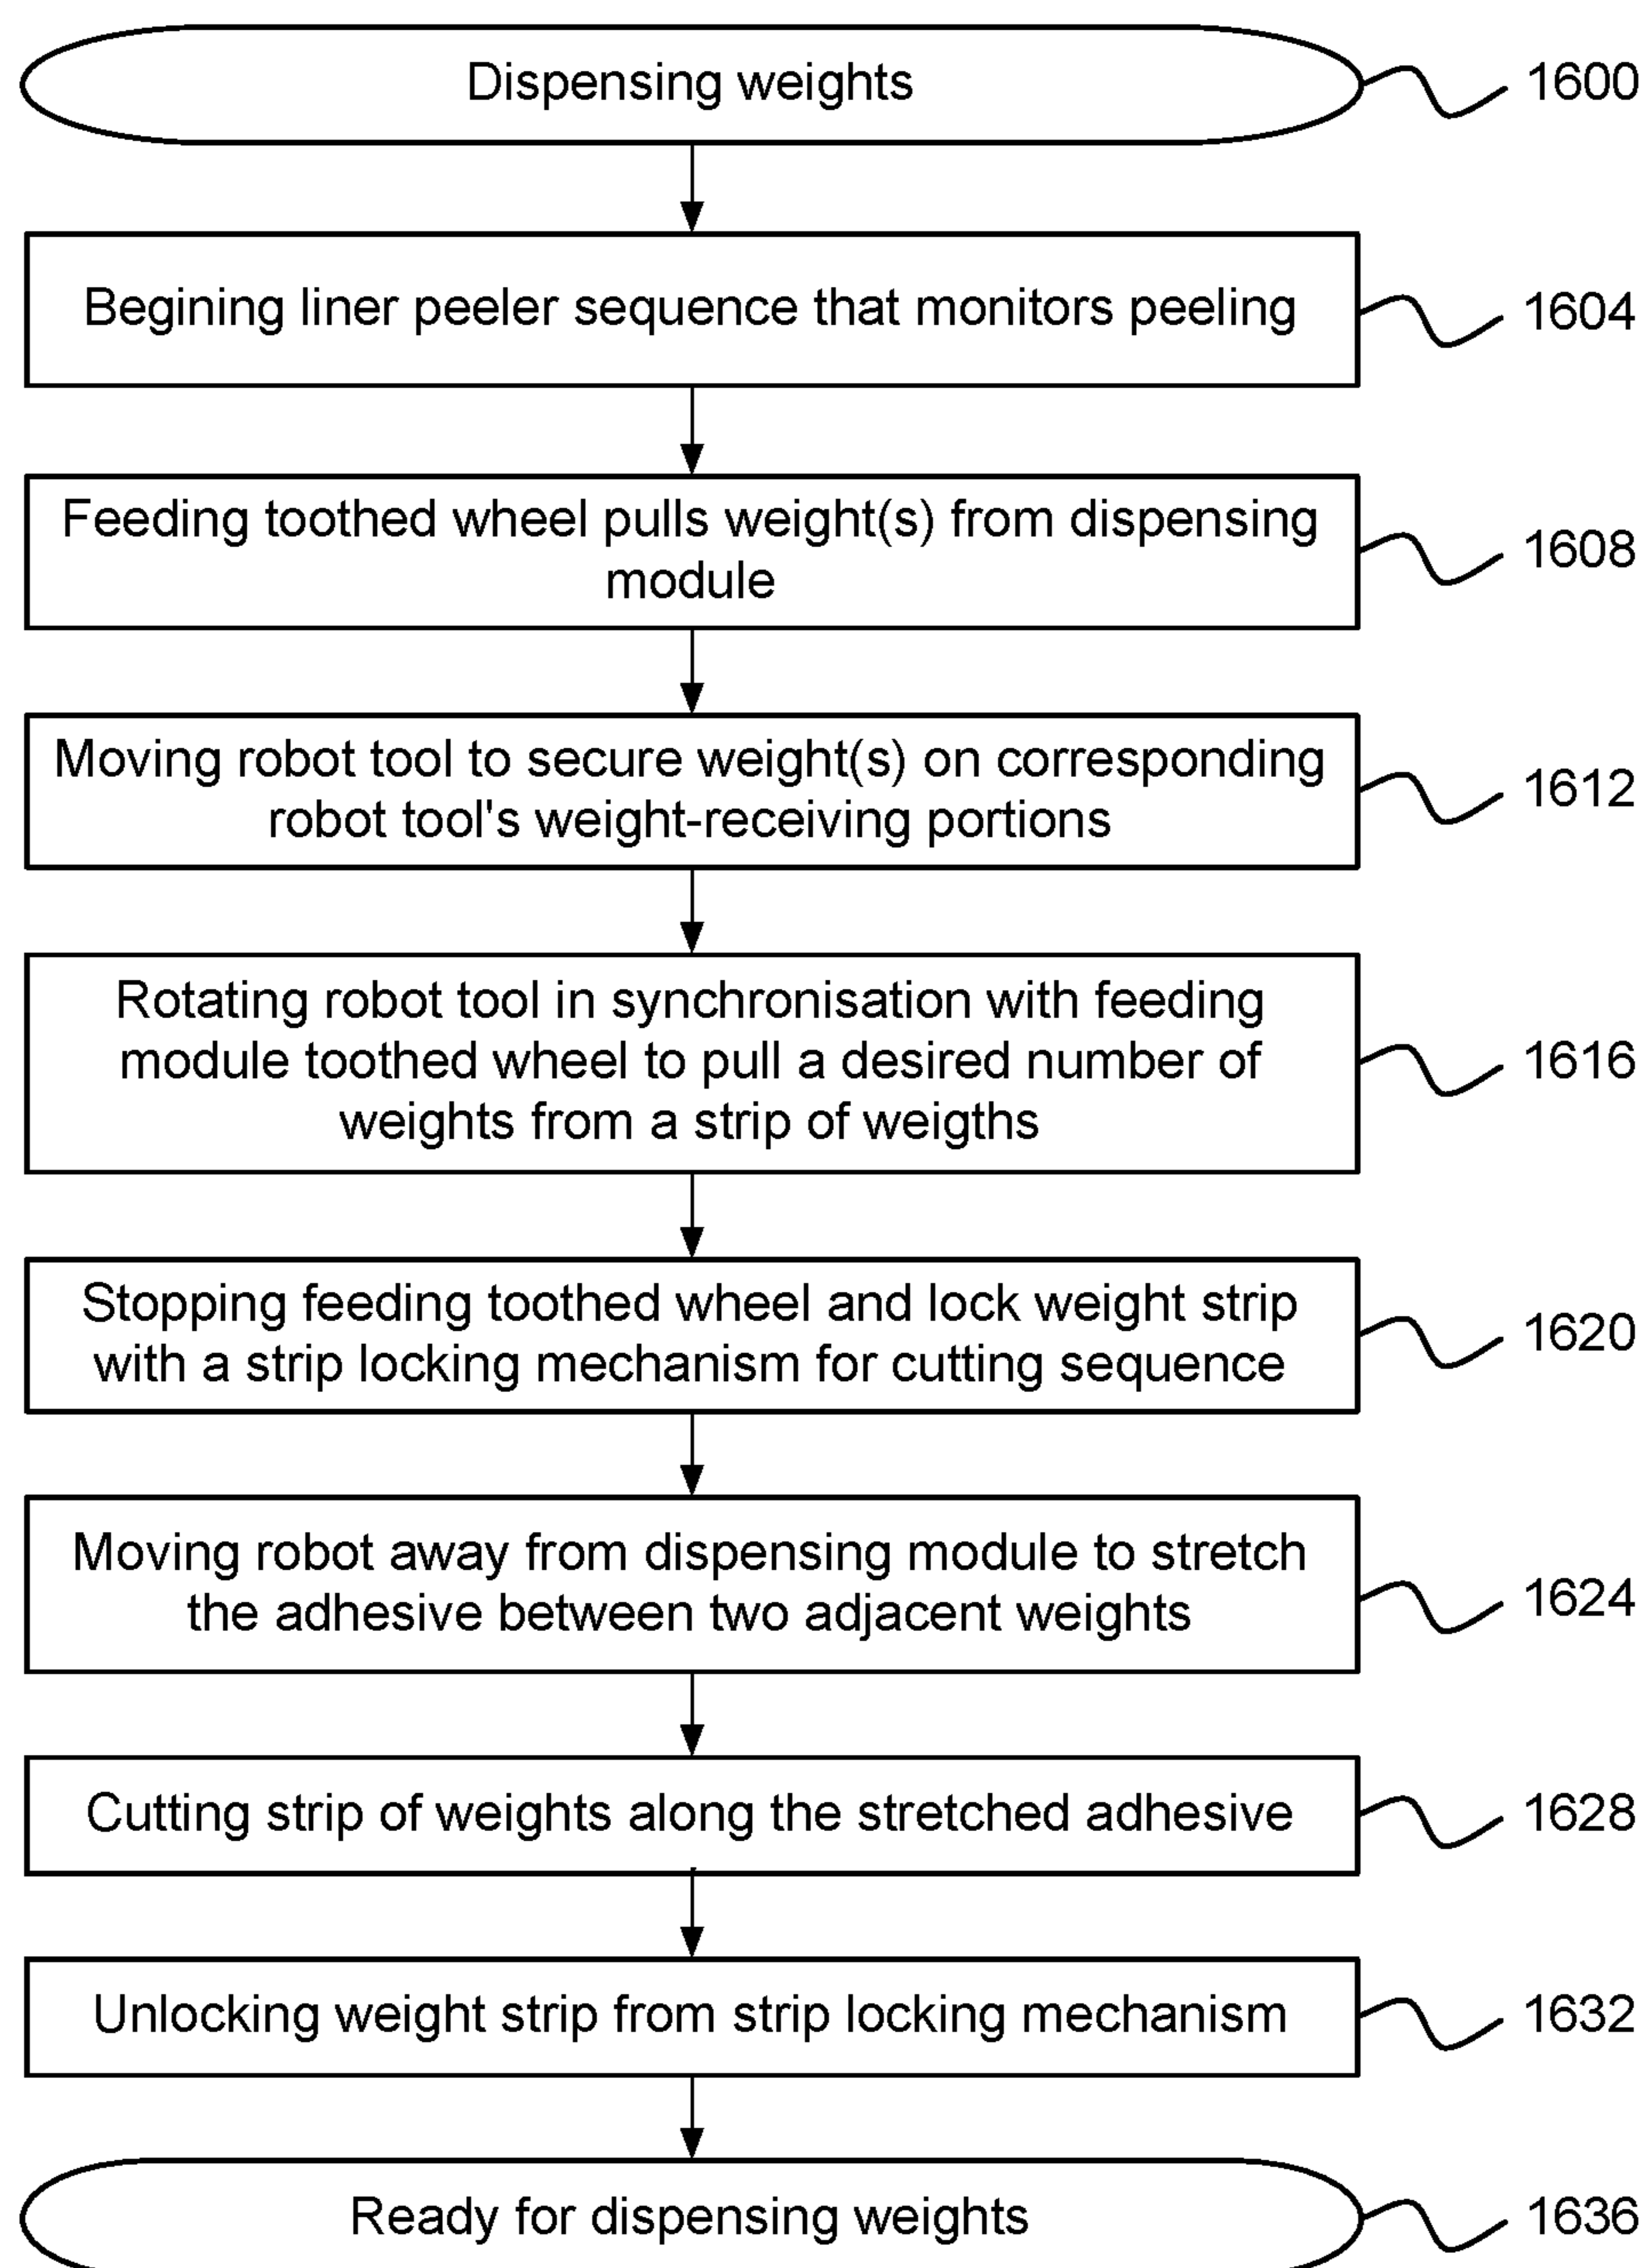 Dispensing weights
1600
Begining liner peeler sequence that monitors peeling
1604
Feeding toothed wheel pulls weight(s) from dispensing
module
1608
Moving robot tool to secure weight(s) on corresponding
robot tool's weight-receiving portions
1612
Rotating robot tool in synchronisation with feeding
module toothed wheel to pull a desired number of
weights from a strip of weigths
1616
Stopping feeding toothed wheel and lock weight strip
with a strip locking mechanism for cutting sequence
1620
Moving robot away from dispensing module to stretch
the adhesive between two adjacent weights
1624
Cutting strip of weights along the stretched adhesive
1628
Unlocking weight strip from strip locking mechanism
1632
Ready for dispensing weights
1636